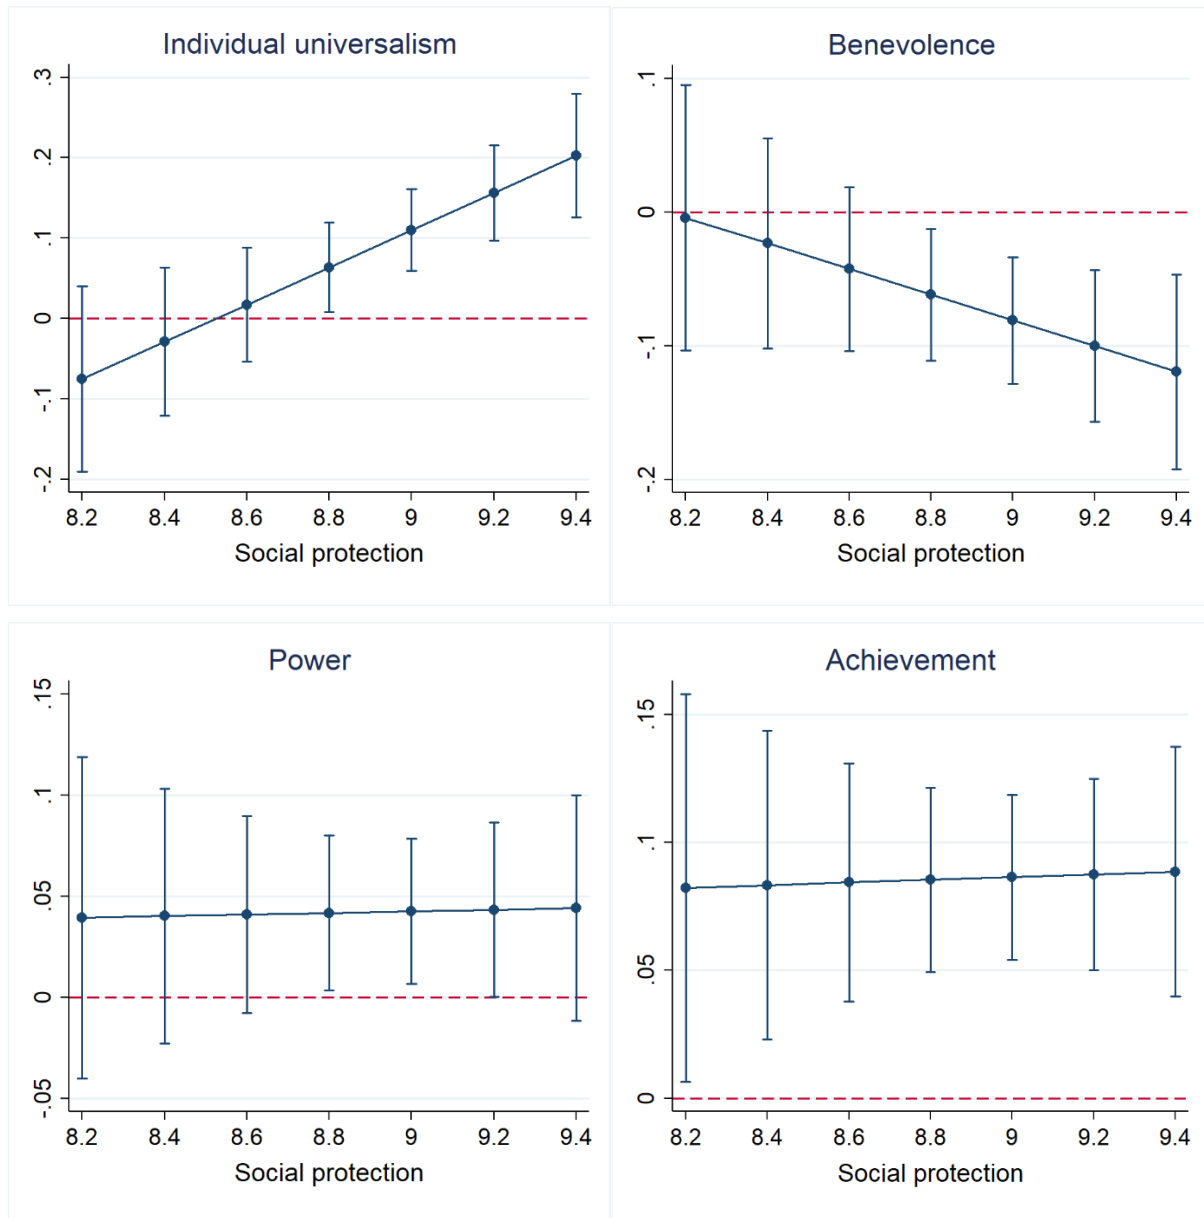 Individual universalism
.3
.2
.1
0
-.1
-.2
8.2 8.4 8.6 8.8 9 9.2 9.4
Social protection
Benevolence
.1
0
-.1
-.2
8.2 8.4 8.6 8.8 9 9.2 9.4
Social protection
Power
.15
.1
.05
0
-.05
8.2 8.4 8.6 8.8 9 9.2 9.4
Social protection
Achievement
.15
.1
.05
0
8.2 8.4 8.6 8.8 9 9.2 9.4
Social protection